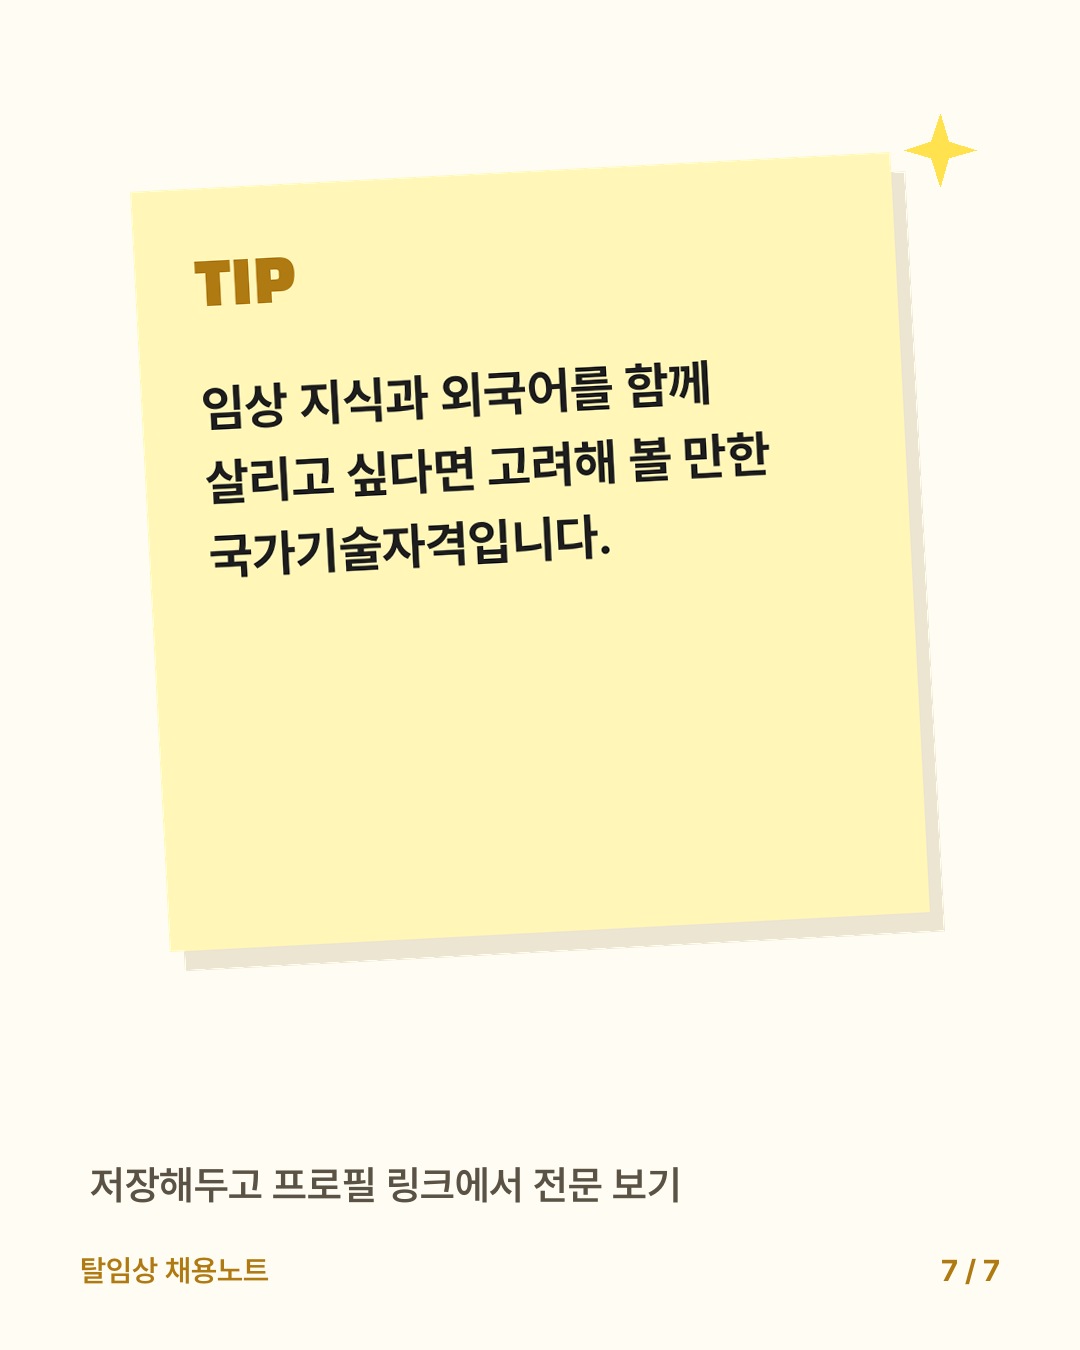 TIP
임상 지식과 외국어를 함께
살리고 싶다면 고려해 볼 만한
국가기술자격입니다.
저장해두고 프로필 링크에서 전문 보기
탈임상 채용노트
7 / 7